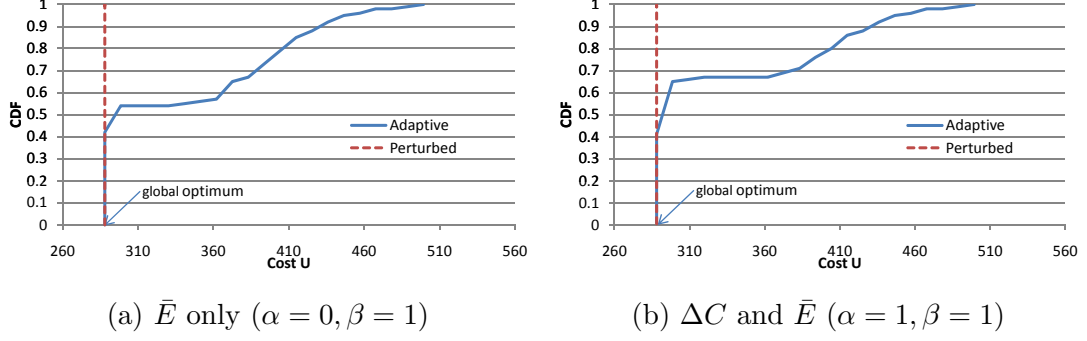 1
0.9
0.8
0.7
0.6
0.5
0.4
0.3
0.2
0.1
0
CDF
Adaptive
Perturbed
global optimum
260 310 360 410 460 510 560
Cost U
(a) Ē only (α = 0, β = 1)
1
0.9
0.8
0.7
0.6
0.5
0.4
0.3
0.2
0.1
0
CDF
Adaptive
Perturbed
global optimum
260 310 360 410 460 510 560
Cost U
(b) ΔC and Ē (α = 1, β = 1)